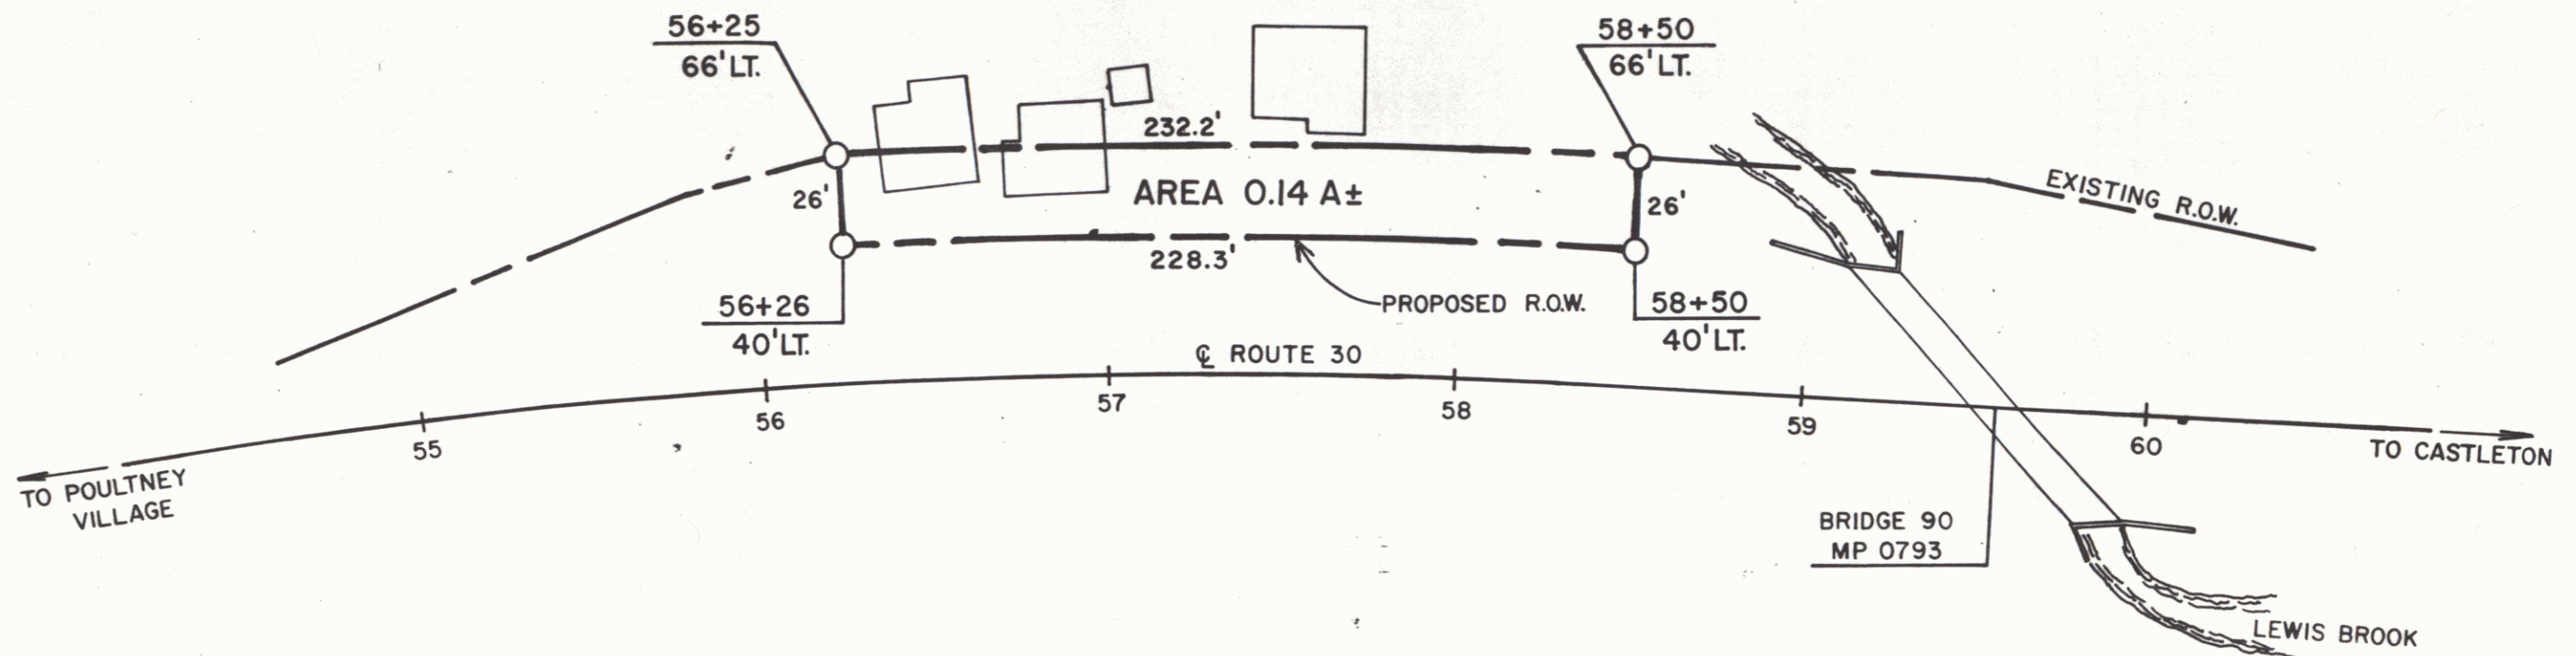 56+25
66'LT.
58+50
66'LT.
232.2'
26'
AREA 0.14 A±
26'
EXISTING R.O.W.
228.3'
56+26
40'LT.
PROPOSED R.O.W.
58+50
40'LT.
℄ ROUTE 30
55
56
57
58
59
60
TO POULTNEY
VILLAGE
TO CASTLETON
BRIDGE 90
MP 0793
LEWIS BROOK